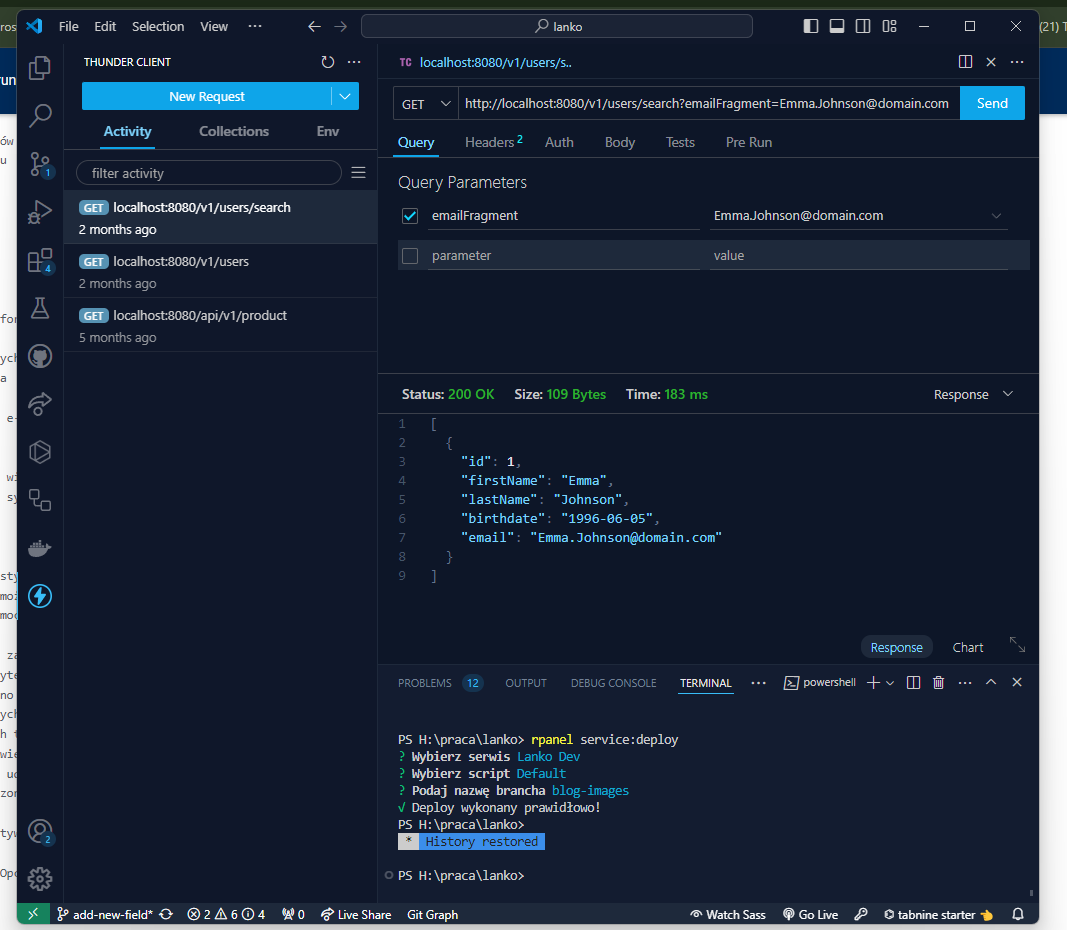 File Edit Selection View ··· lanko
THUNDER CLIENT
New Request
Activity Collections Env
filter activity
GET localhost:8080/v1/users/search
2 months ago
GET localhost:8080/v1/users
2 months ago
GET localhost:8080/api/v1/product
5 months ago
TC localhost:8080/v1/users/s..
GET http://localhost:8080/v1/users/search?emailFragment=Emma.Johnson@domain.com Send
Query Headers 2 Auth Body Tests Pre Run
Query Parameters
emailFragment EmmaJohnson@domain.com
parameter value
Status: 200 OK Size: 109 Bytes Time: 183 ms Response
1 [
2 {
3 "id": 1,
4 "firstName": "Emma",
5 "lastName": "Johnson",
6 "birthdate": "1996-06-05",
7 "email": "Emma.Johnson@domain.com"
8 }
9 ]
Response Chart
PROBLEMS 12 OUTPUT DEBUG CONSOLE TERMINAL ··· powershell
PS H:\praca\lanko> rpanel service:deploy
? Wybierz serwis Lanko Dev
? Wybierz script Default
? Podaj nazwę brancha blog-images
√ Deploy wykonany prawidłowo!
PS H:\praca\lanko>
* History restored
PS H:\praca\lanko>
1
4
2
add-new-field* 2 6 4 0 Live Share Git Graph Watch Sass Go Live tabnine starter
(21)